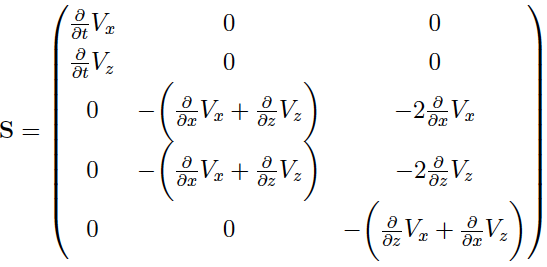 ∂/∂t V_x 0 0
∂/∂t V_z 0 0
0 −(∂/∂x V_x + ∂/∂z V_z) −2 ∂/∂x V_x
S =
0 −(∂/∂x V_x + ∂/∂z V_z) −2 ∂/∂z V_z
0 0 −(∂/∂z V_x + ∂/∂x V_z)